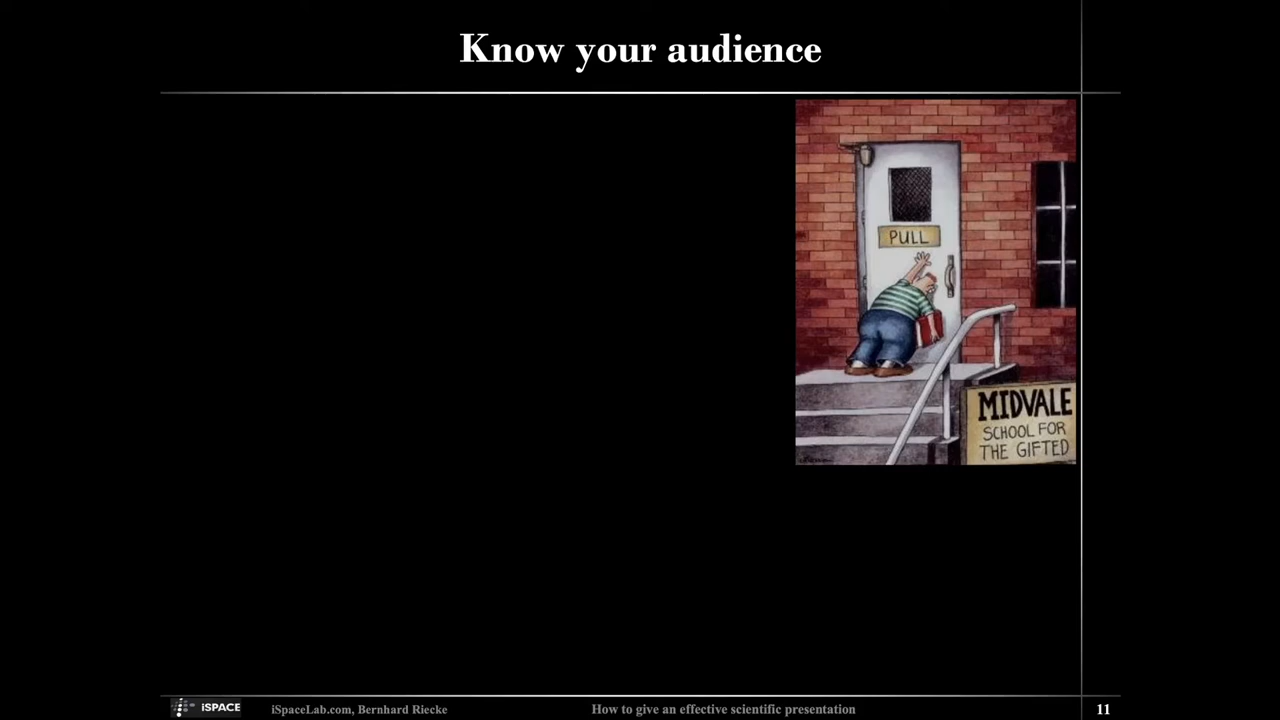 Know your audience
PULL
MIDVALE
SCHOOL FOR
THE GIFTED
iSPACE
iSpaceLab.com, Bernhard Riecke
How to give an effective scientific presentation
11